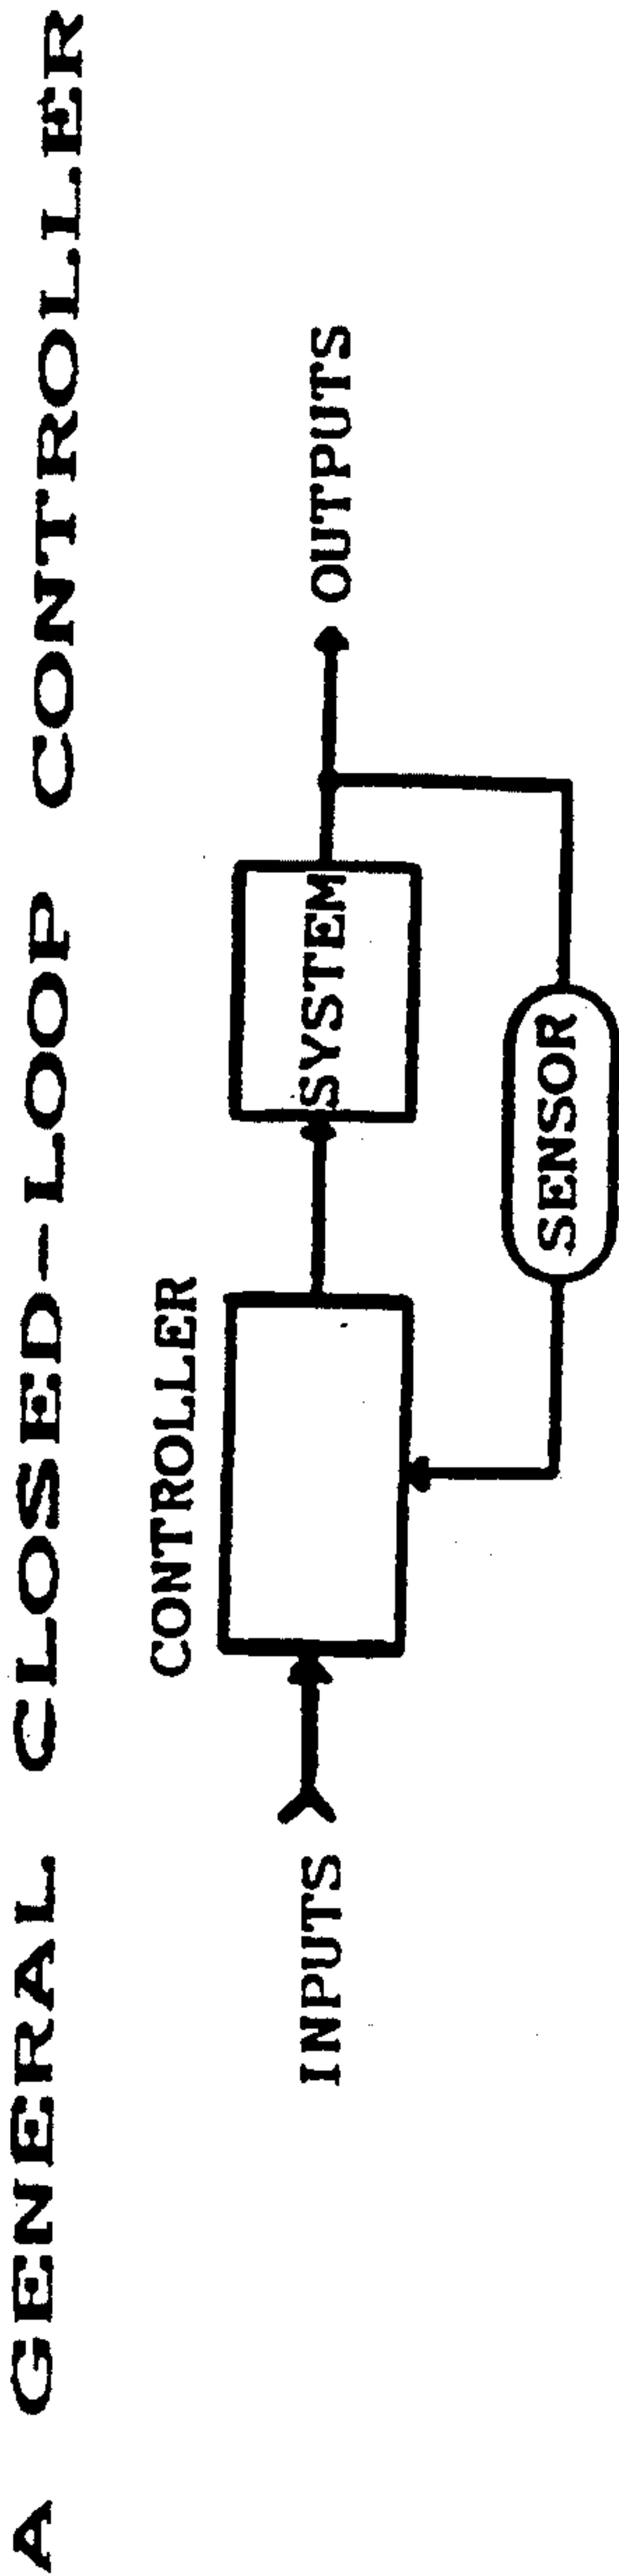 A GENERAL CLOSED-LOOP CONTROLLER
CONTROLLER
INPUTS
SYSTEM
OUTPUTS
SENSOR